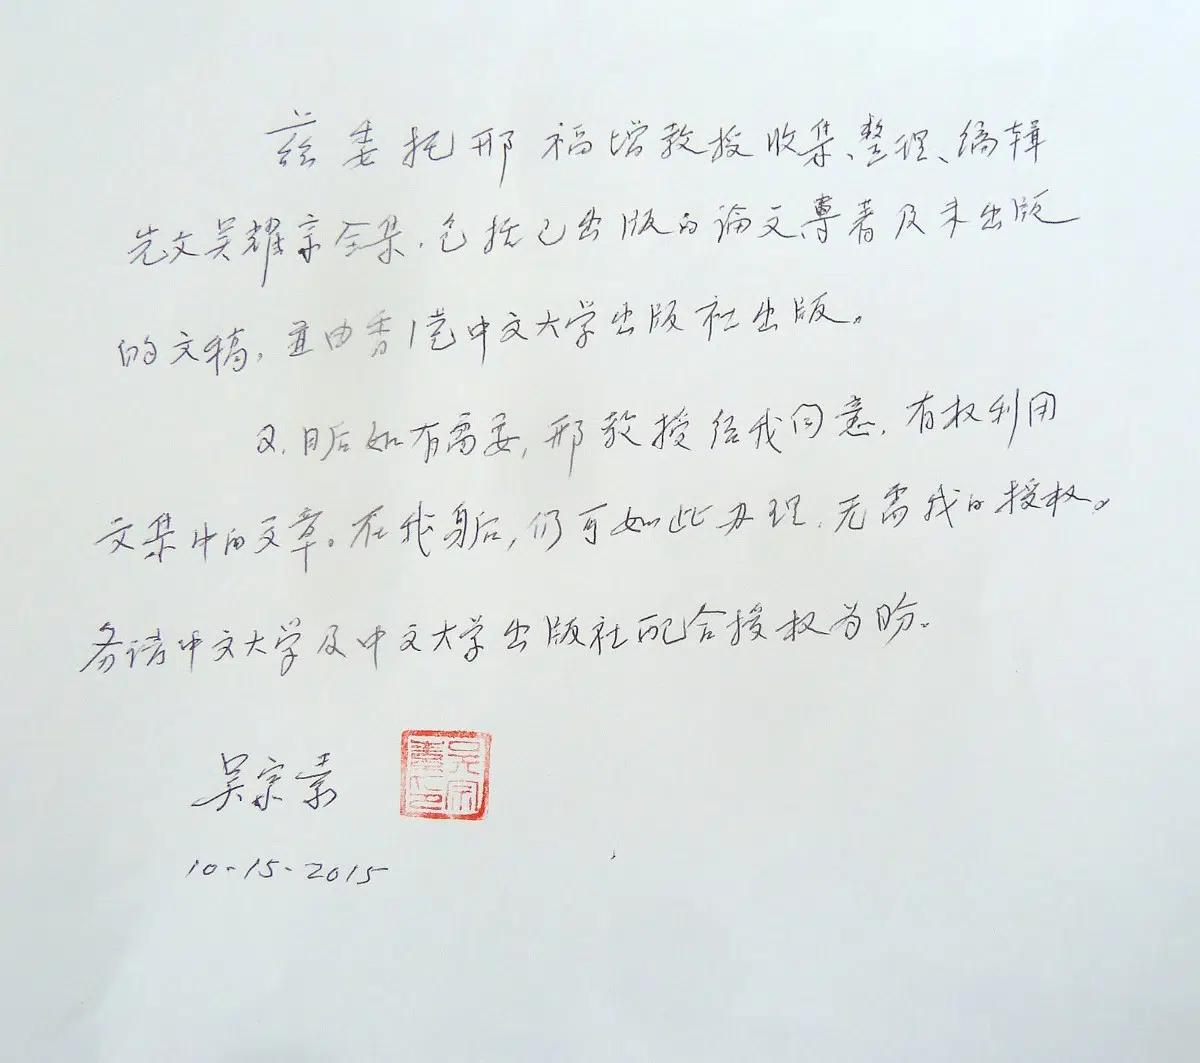 兹委托邢福增教授收集、整理、编辑
先父吴耀宗全集，包括已出版的论文專著及未出版
的文稿，並由香港中文大学出版社出版。
又，日后如有需要，邢教授经我同意，有权利用
文集中的文章。在我身后，仍可如此办理，无需我的授权。
务请中文大学及中文大学出版社配合授权为盼。
吴宗素
吴宗素印
10-15-2015